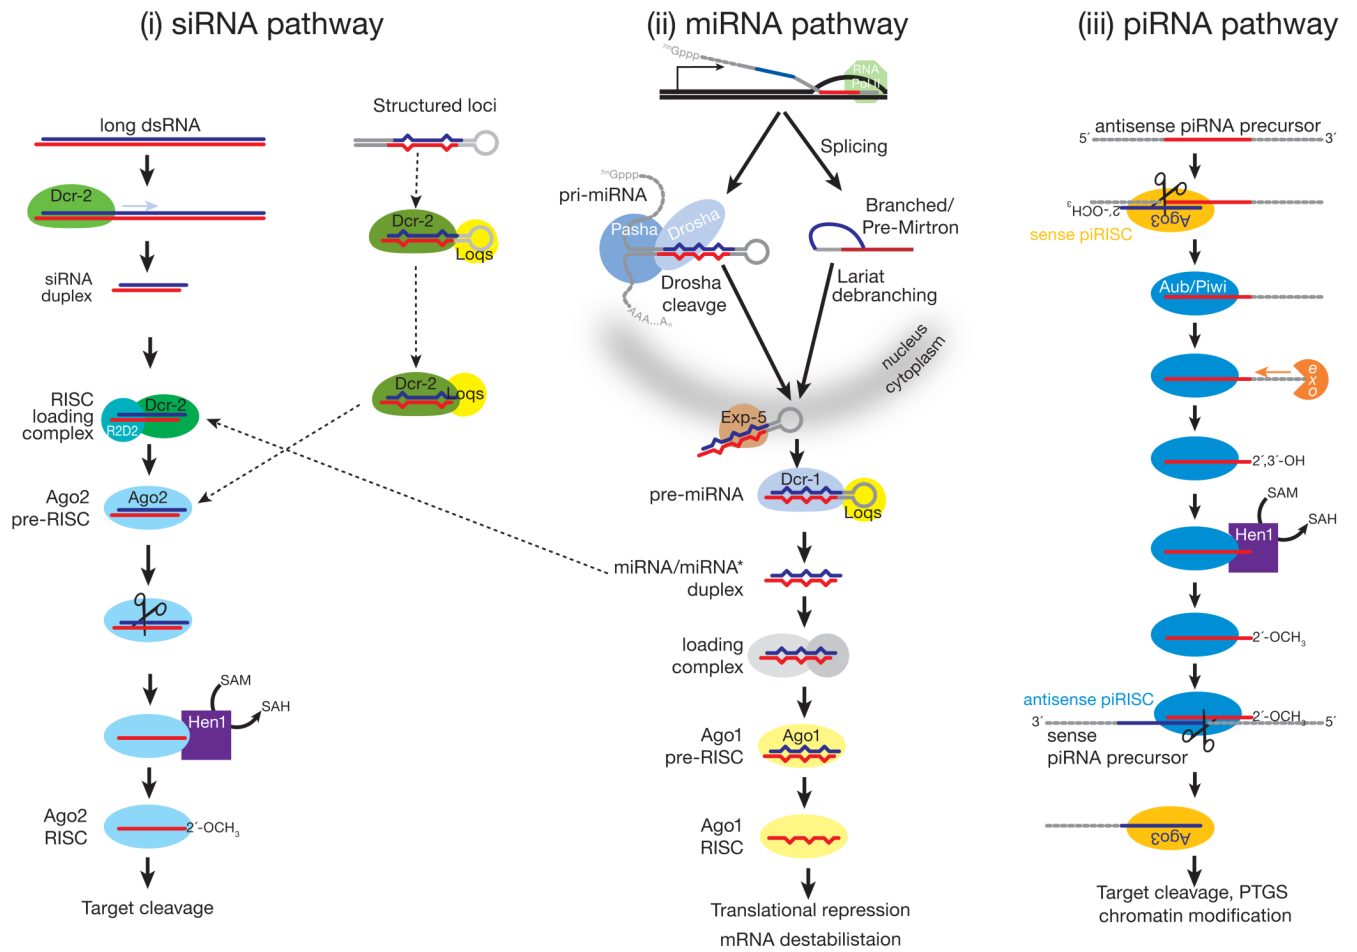 (i) siRNA pathway
long dsRNA
Dcr-2
siRNA
duplex
RISC
loading
complex
Dcr-2
R2D2
Ago2
pre-RISC
Ago2
SAM
Hen1
SAH
Ago2
RISC
2´-OCH3
Target cleavage
Structured loci
Dcr-2
Loqs
Dcr-2
Loqs
(ii) miRNA pathway
7mGppp
RNA
Pol II
Splicing
7mGppp
pri-miRNA
Pasha
Drosha
AAA...An
Drosha
cleavge
Branched/
Pre-Mirtron
Lariat
debranching
nucleus
cytoplasm
Exp-5
pre-miRNA
Dcr-1
Loqs
miRNA/miRNA*
duplex
loading
complex
Ago1
pre-RISC
Ago1
Ago1
RISC
Translational repression
mRNA destabilistaion
(iii) piRNA pathway
antisense piRNA precursor
5´
3´
2´-OCH3
Ago3
sense piRISC
Aub/Piwi
exo
2´,3´-OH
SAM
Hen1
SAH
2´-OCH3
antisense piRISC
2´-OCH3
3´
5´
sense
piRNA precursor
Ago3
Target cleavage, PTGS
chromatin modification